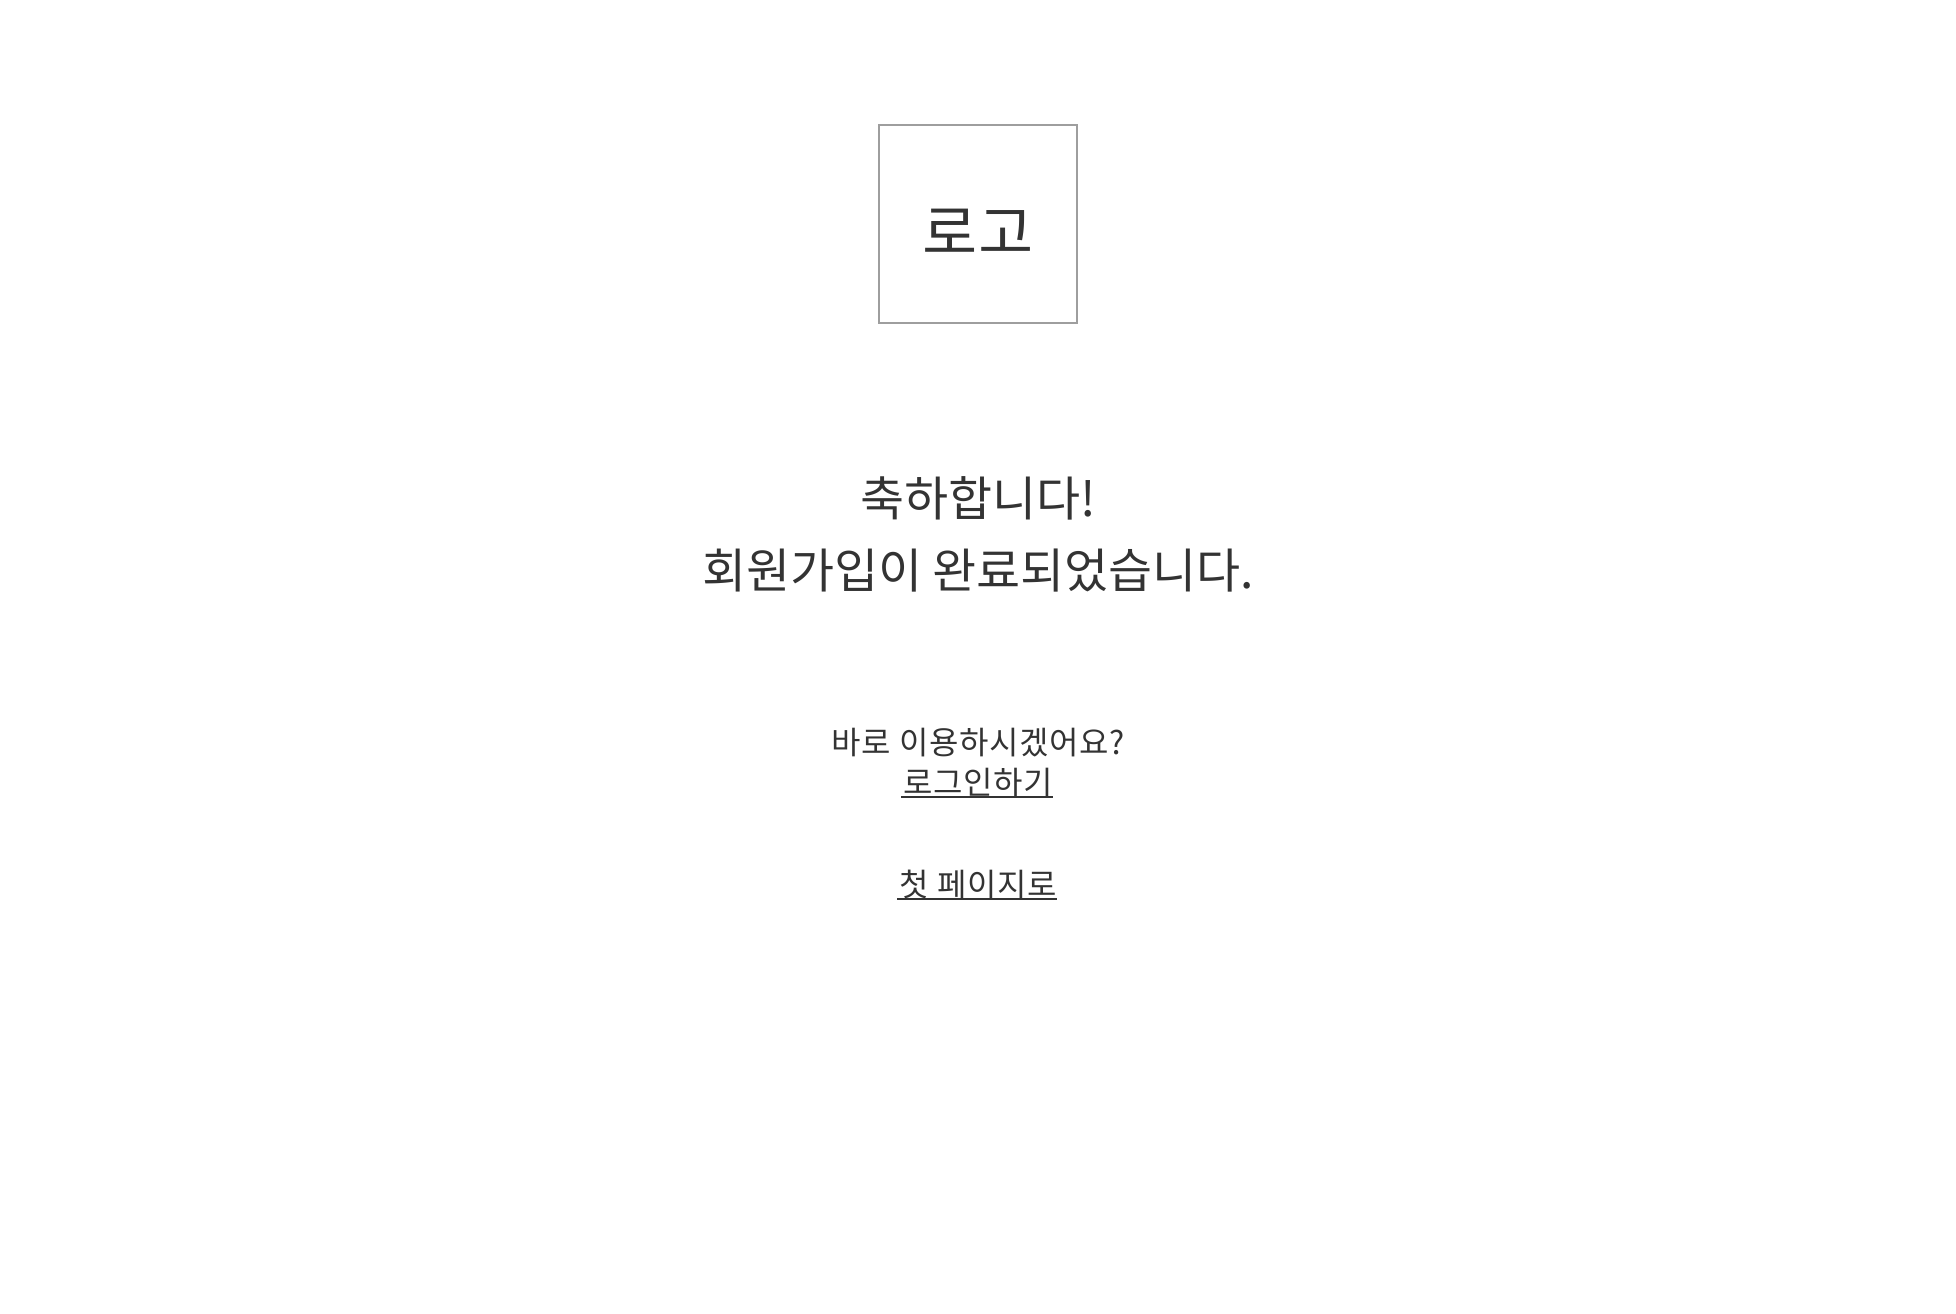 로고
축하합니다!
회원가입이 완료되었습니다.
바로 이용하시겠어요?
로그인하기
첫 페이지로